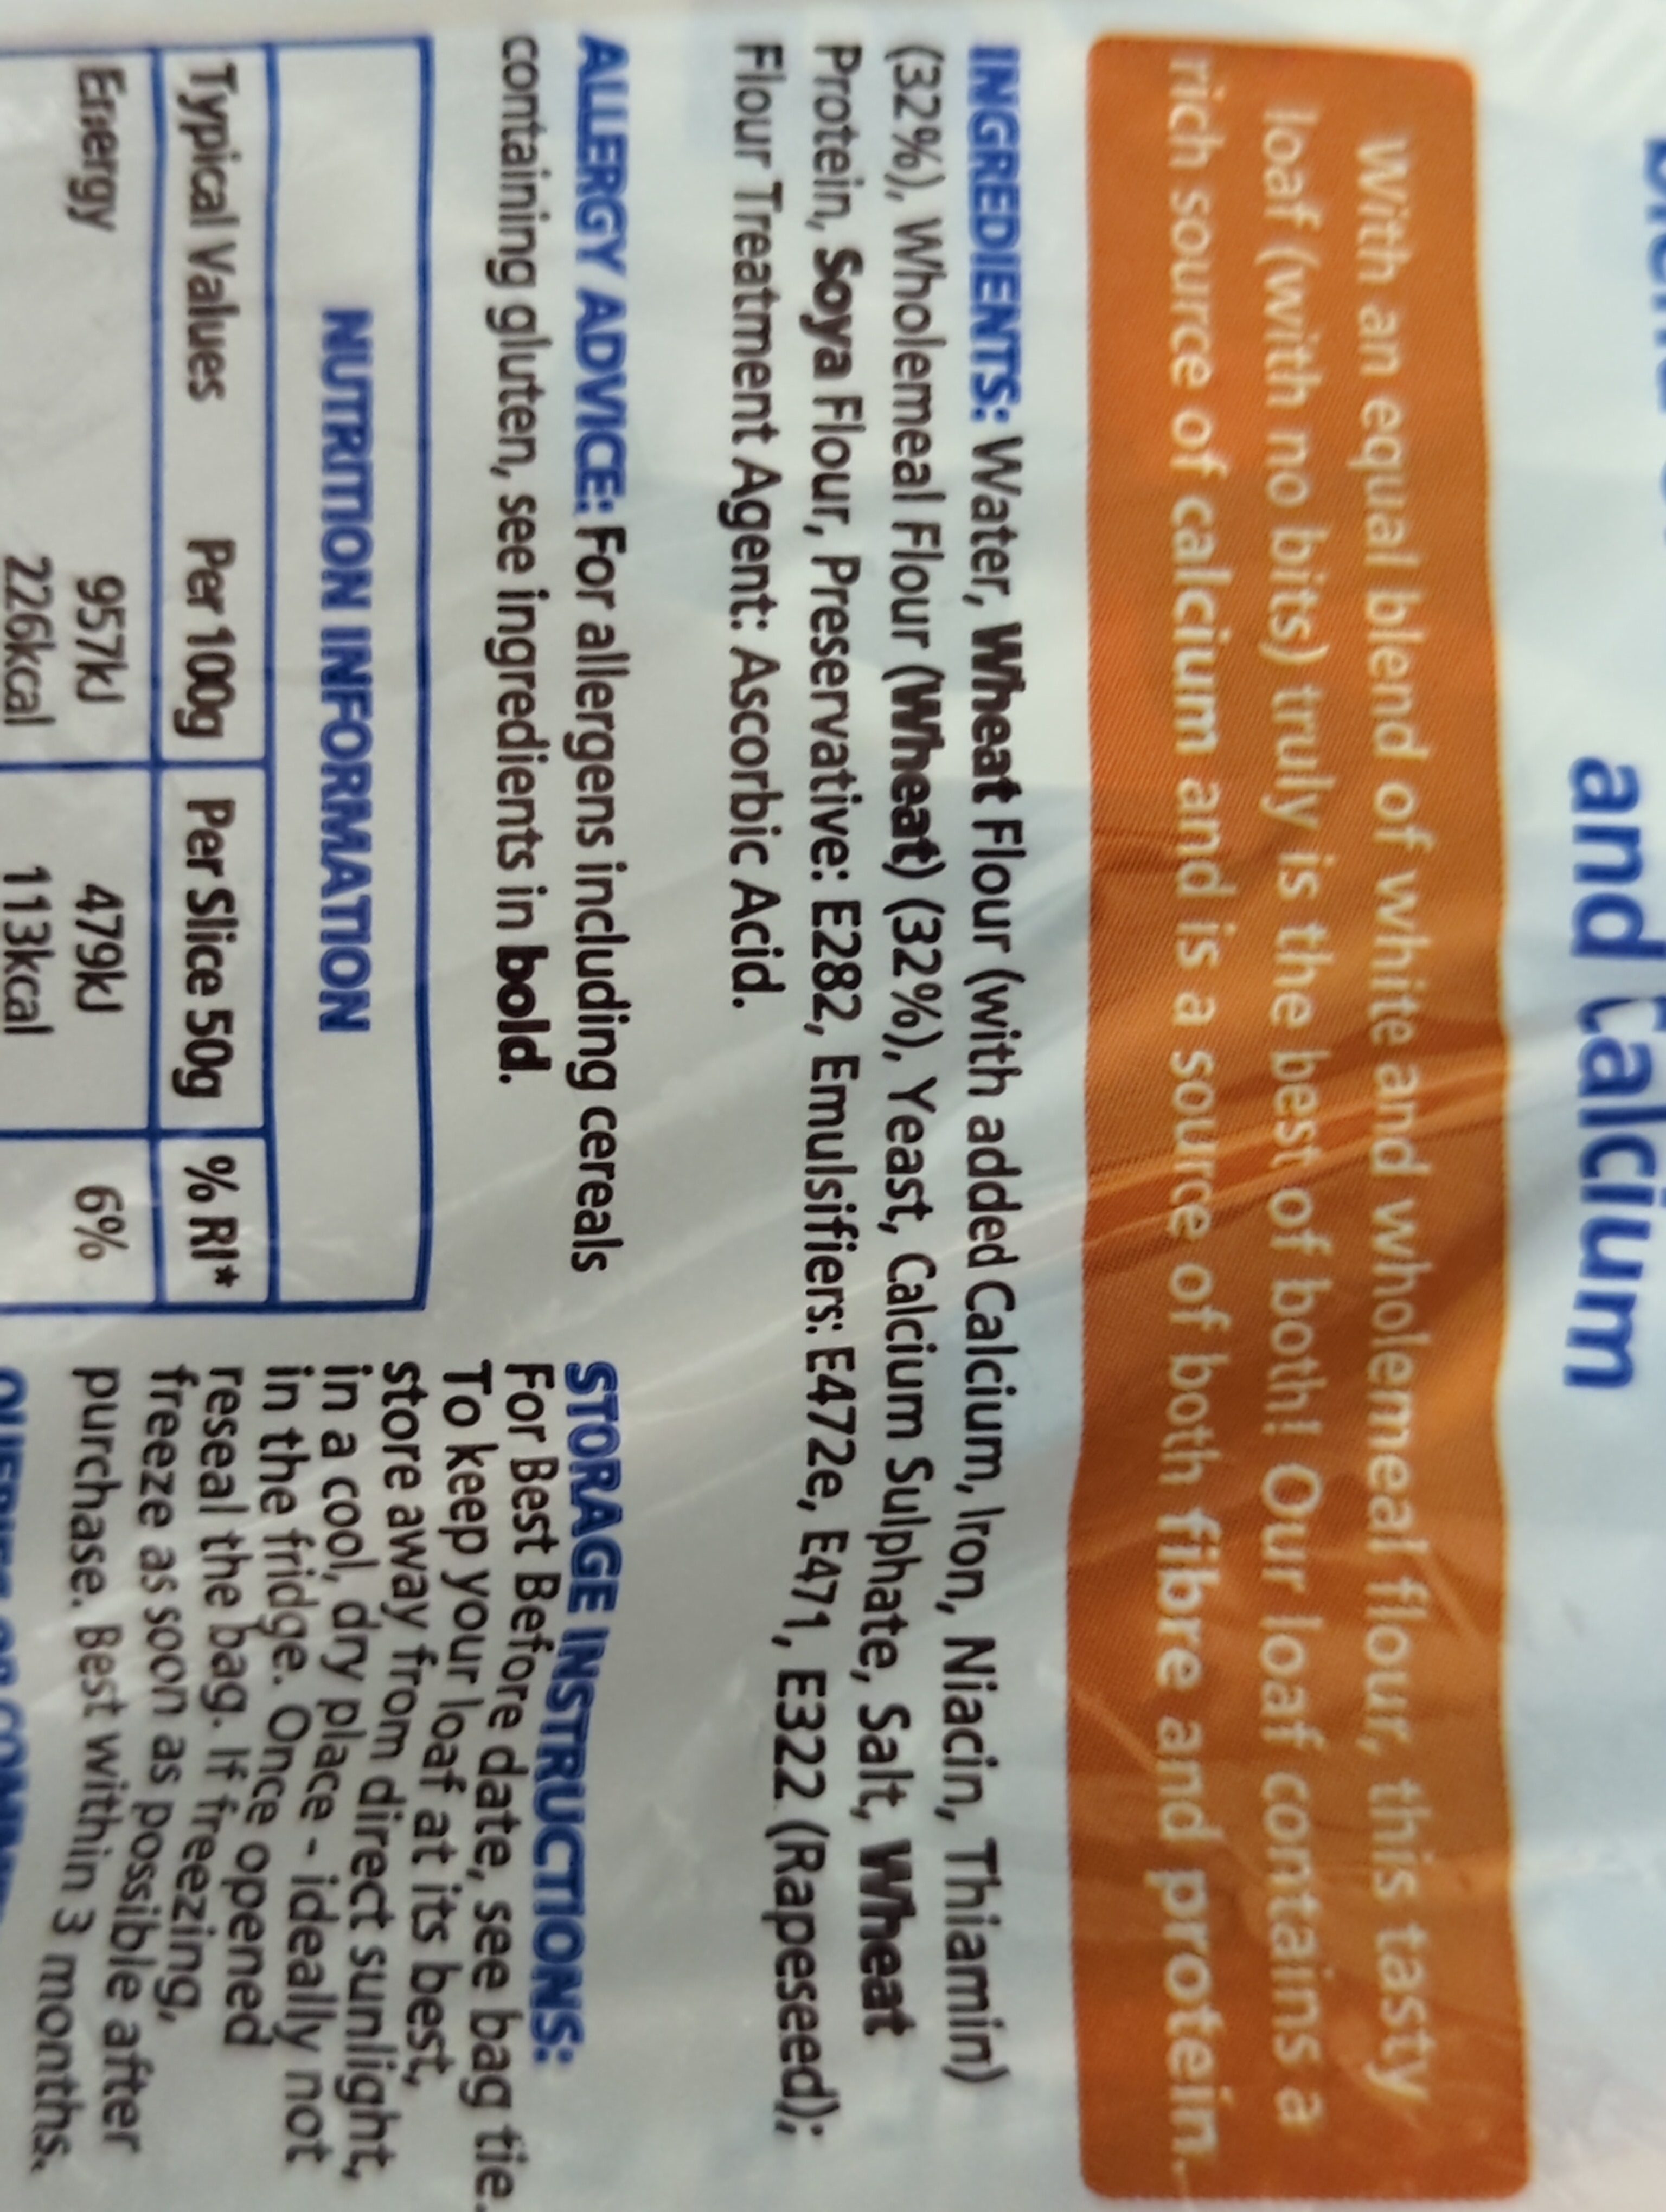 and Calcium
With an equal blend of white and wholemeal flour, this tasty
loaf (with no bits) truly is the best of both! Our loaf contains a
rich source of calcium and is a source of both fibre and protein.
INGREDIENTS: Water, Wheat Flour (with added Calcium, Iron, Niacin, Thiamin)
(32%), Wholemeal Flour (Wheat) (32%), Yeast, Calcium Sulphate, Salt, Wheat
Protein, Soya Flour, Preservative: E282, Emulsifiers: E472e, E471, E322 (Rapeseed);
Flour Treatment Agent: Ascorbic Acid.
ALLERGY ADVICE: For allergens including cereals
containing gluten, see ingredients in bold.
NUTRITION INFORMATION
Typical Values Per 100g Per Slice 50g % RI*
Energy 957kJ 479kJ 6%
226kcal 113kcal
STORAGE INSTRUCTIONS:
For Best Before date, see bag tie.
To keep your loaf at its best,
store away from direct sunlight,
in a cool, dry place - ideally not
in the fridge. Once opened
reseal the bag. If freezing,
freeze as soon as possible after
purchase. Best within 3 months.